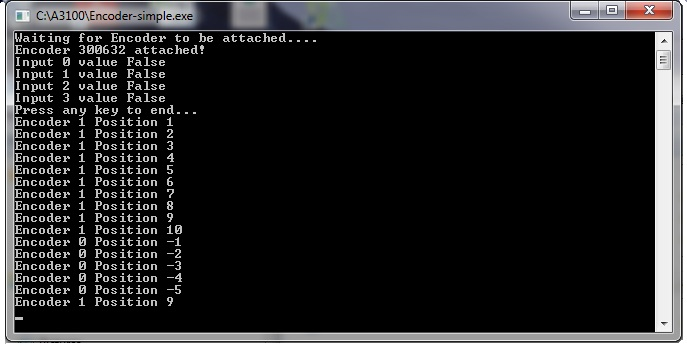 C:\A3100\Encoder-simple.exe
Waiting for Encoder to be attached....
Encoder 300632 attached!
Input 0 value False
Input 1 value False
Input 2 value False
Input 3 value False
Press any key to end...
Encoder 1 Position 1
Encoder 1 Position 2
Encoder 1 Position 3
Encoder 1 Position 4
Encoder 1 Position 5
Encoder 1 Position 6
Encoder 1 Position 7
Encoder 1 Position 8
Encoder 1 Position 9
Encoder 1 Position 10
Encoder 0 Position -1
Encoder 0 Position -2
Encoder 0 Position -3
Encoder 0 Position -4
Encoder 0 Position -5
Encoder 1 Position 9